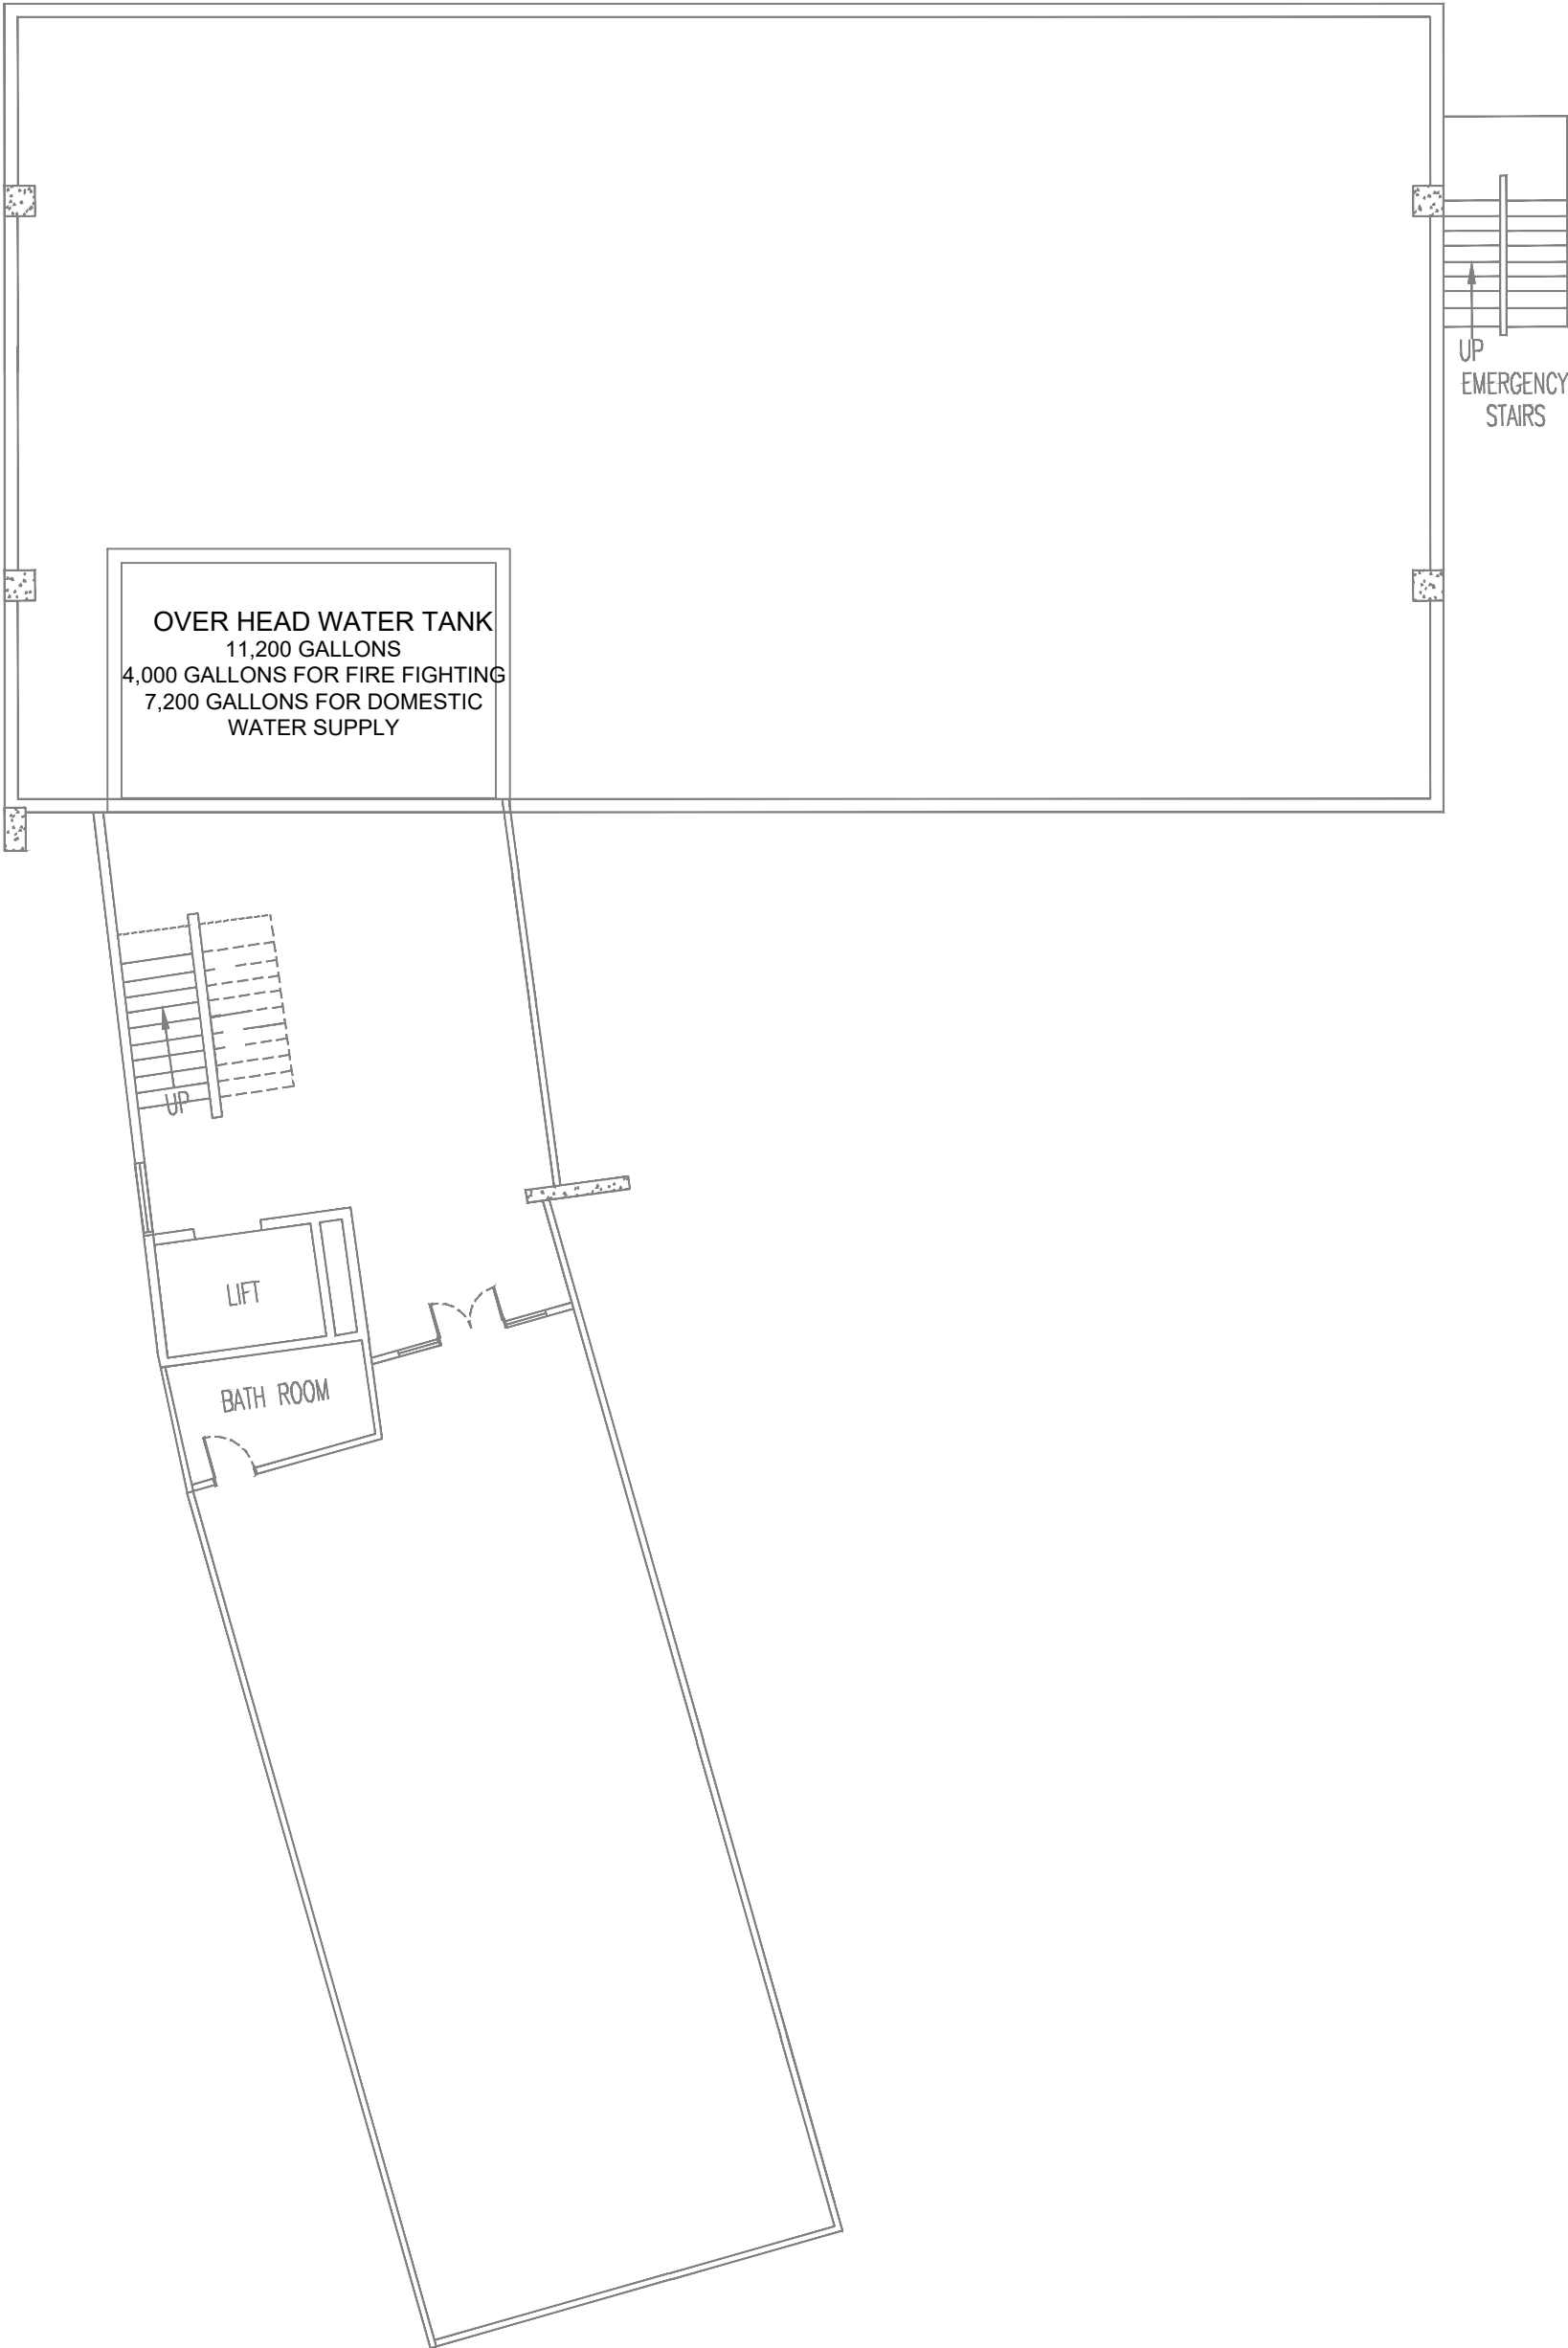 UP
EMERGENCY
STAIRS
OVER HEAD WATER TANK
11,200 GALLONS
4,000 GALLONS FOR FIRE FIGHTING
7,200 GALLONS FOR DOMESTIC
WATER SUPPLY
UP
LIFT
BATH ROOM